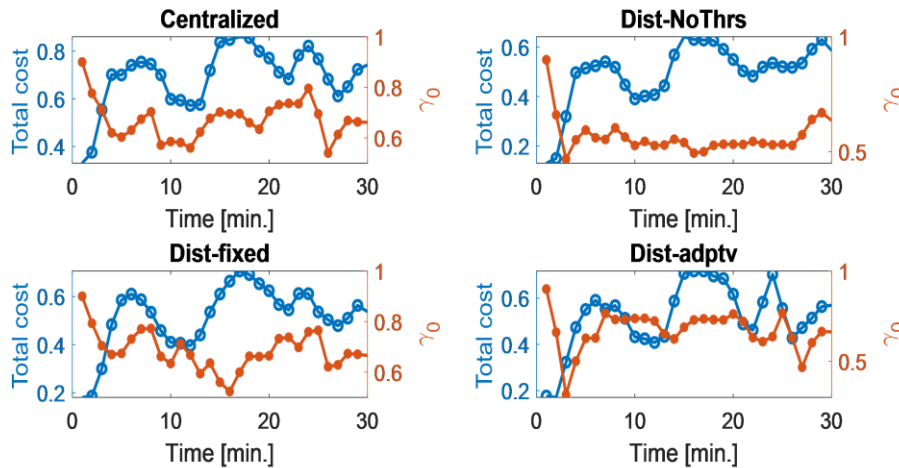 Centralized
Total cost
0.8
0.6
0.4
1
0.8
0.6
γ0
0 10 20 30
Time [min.]
Dist-NoThrs
Total cost
0.6
0.4
0.2
1
0.5
γ0
0 10 20 30
Time [min.]
Dist-fixed
Total cost
0.6
0.4
0.2
1
0.8
0.6
γ0
0 10 20 30
Time [min.]
Dist-adptv
Total cost
0.6
0.4
0.2
1
0.5
γ0
0 10 20 30
Time [min.]